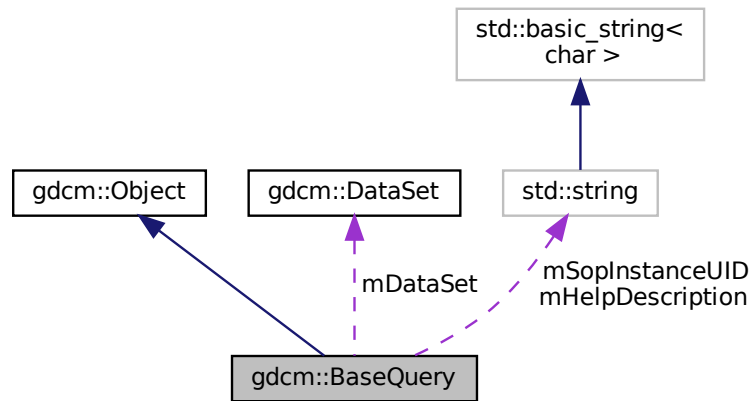 std::basic_string<
char >
gdcm::Object
gdcm::DataSet
std::string
mDataSet
mSopInstanceUID
mHelpDescription
gdcm::BaseQuery